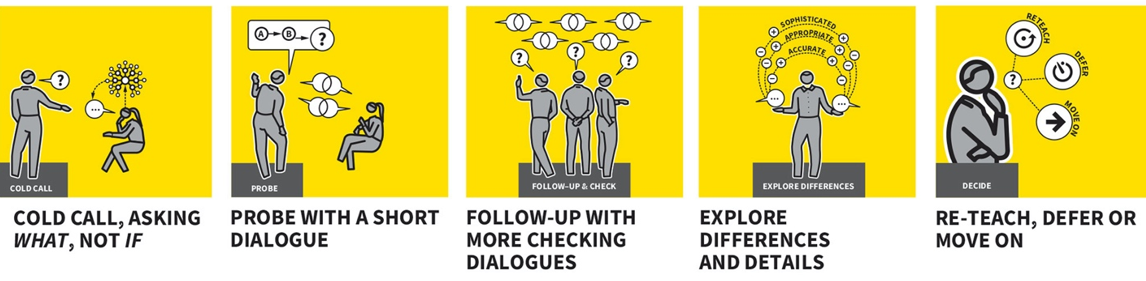 ?
...
COLD CALL
COLD CALL, ASKING
WHAT, NOT IF
A B ?
PROBE
PROBE WITH A SHORT
DIALOGUE
? ? ?
FOLLOW-UP & CHECK
FOLLOW-UP WITH
MORE CHECKING
DIALOGUES
SOPHISTICATED
APPROPRIATE
ACCURATE
... ...
EXPLORE DIFFERENCES
EXPLORE
DIFFERENCES
AND DETAILS
RETEACH
DEFER
?
MOVE ON
DECIDE
RE-TEACH, DEFER OR
MOVE ON